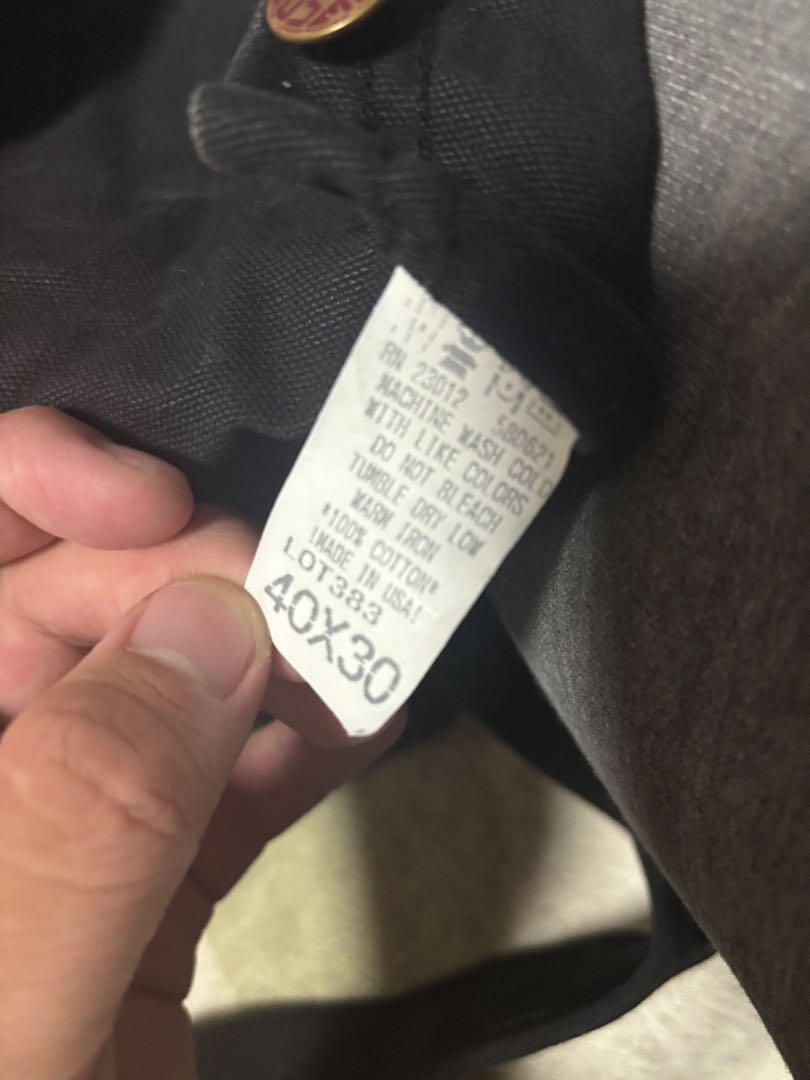 RN 23012 580621
MACHINE WASH COLD
WITH LIKE COLORS
DO NOT BLEACH
TUMBLE DRY LOW
WARM IRON
*100% COTTON*
!MADE IN USA!
LOT383
40X30